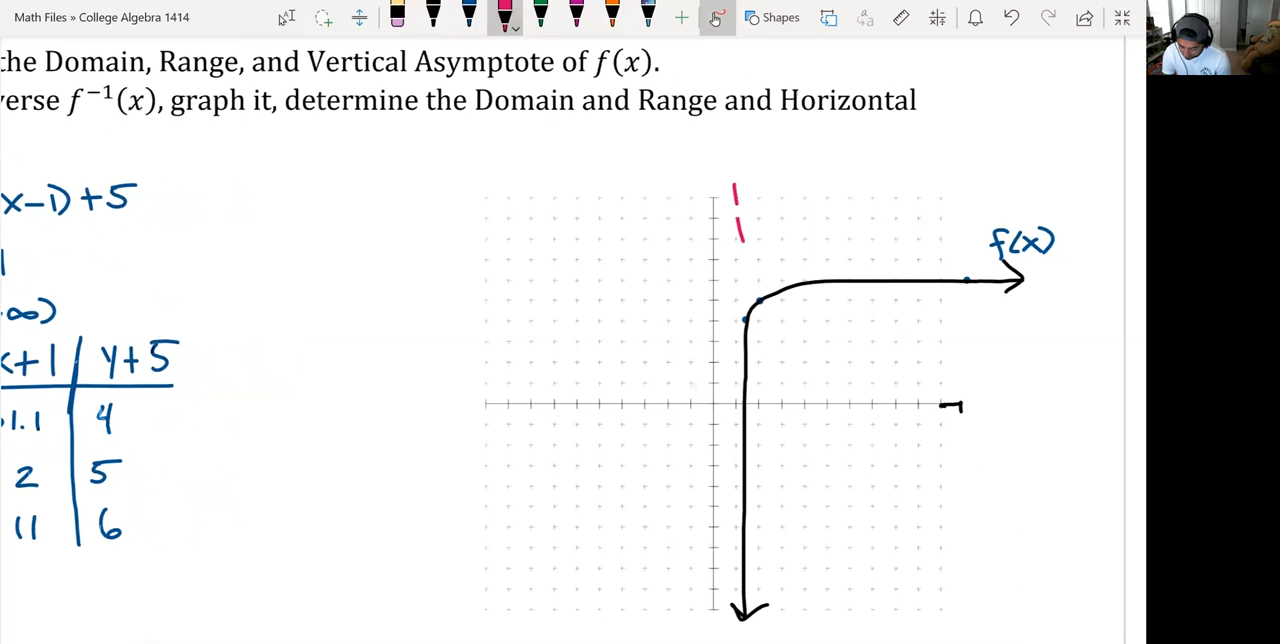 Math Files » College Algebra 1414
Shapes
the Domain, Range, and Vertical Asymptote of f(x).
erse f⁻¹(x), graph it, determine the Domain and Range and Horizontal
x-1)+5
f(x)
∞)
x+1 | y+5
1.1 | 4
2 | 5
11 | 6